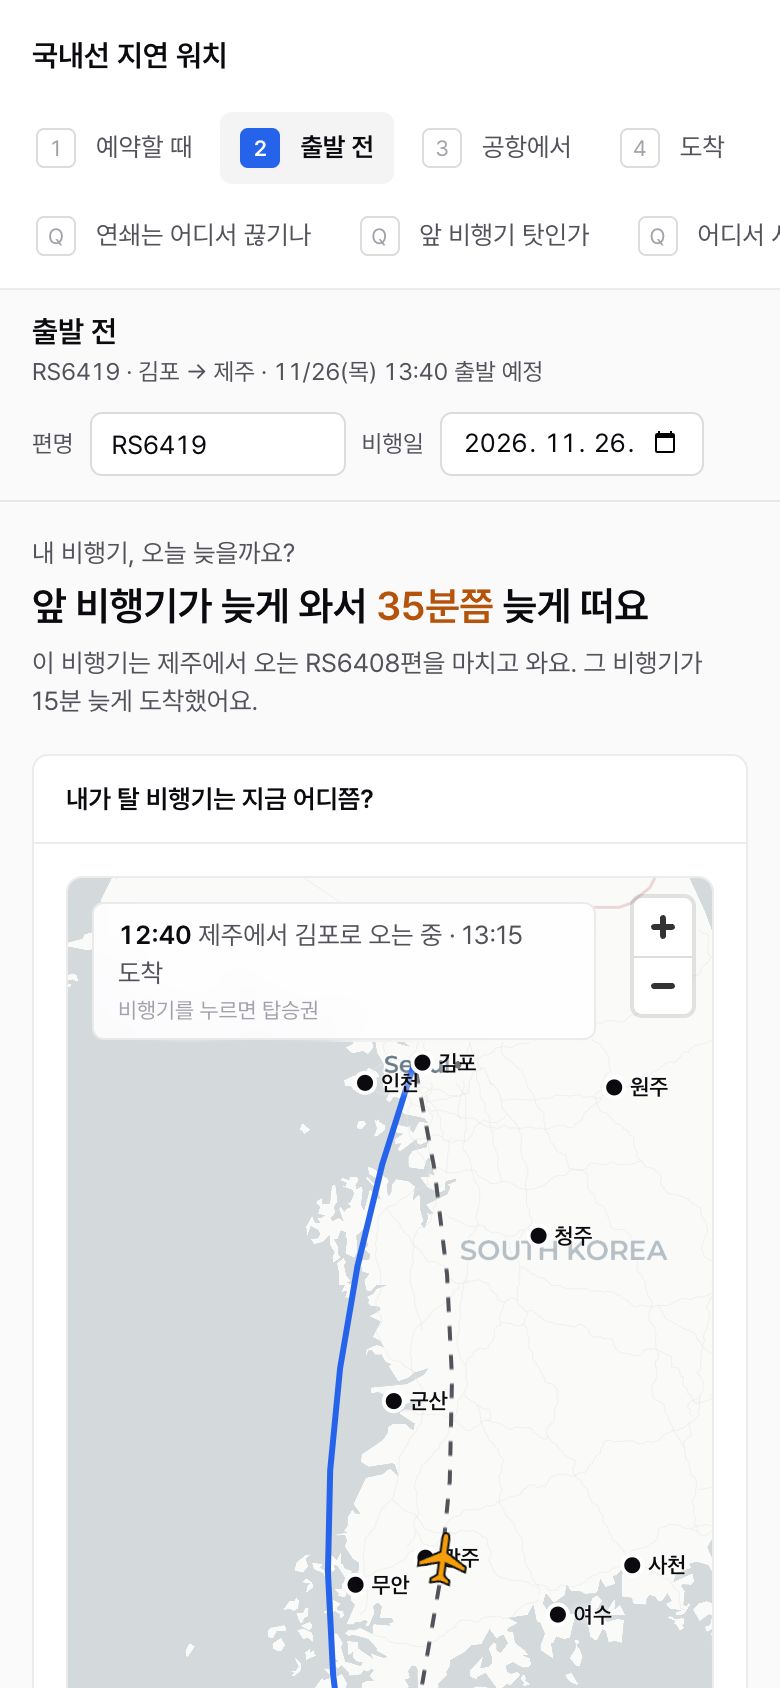 국내선 지연 워치
1 예약할 때 2 출발 전 3 공항에서 4 도착
Q 연쇄는 어디서 끊기나 Q 앞 비행기 탓인가 Q 어디서
출발 전
RS6419 · 김포 → 제주 · 11/26(목) 13:40 출발 예정
편명 RS6419 비행일 2026. 11. 26.
내 비행기, 오늘 늦을까요?
앞 비행기가 늦게 와서 35분쯤 늦게 떠요
이 비행기는 제주에서 오는 RS6408편을 마치고 와요. 그 비행기가
15분 늦게 도착했어요.
내가 탈 비행기는 지금 어디쯤?
12:40 제주에서 김포로 오는 중 · 13:15
도착
비행기를 누르면 탑승권
+
−
김포
인천
원주
청주
SOUTH KOREA
군산
사천
무안
여수